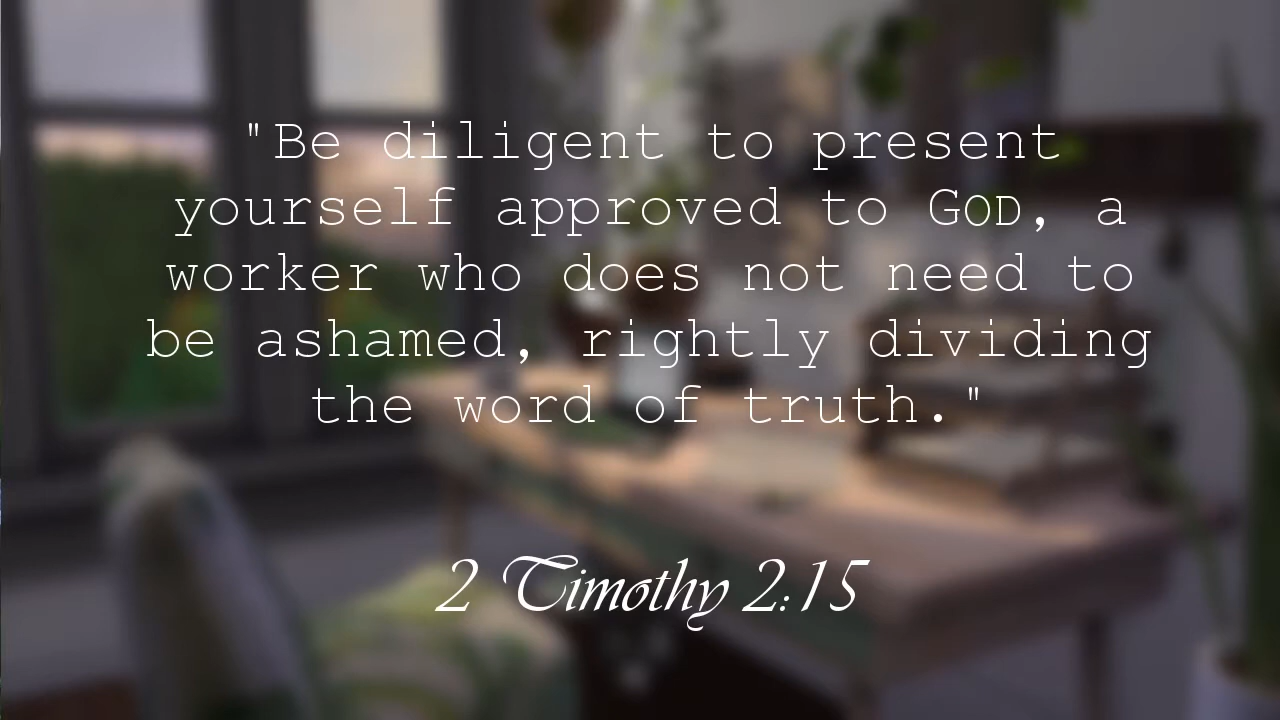 "Be diligent to present
yourself approved to GOD, a
worker who does not need to
be ashamed, rightly dividing
the word of truth."
2 Timothy 2:15